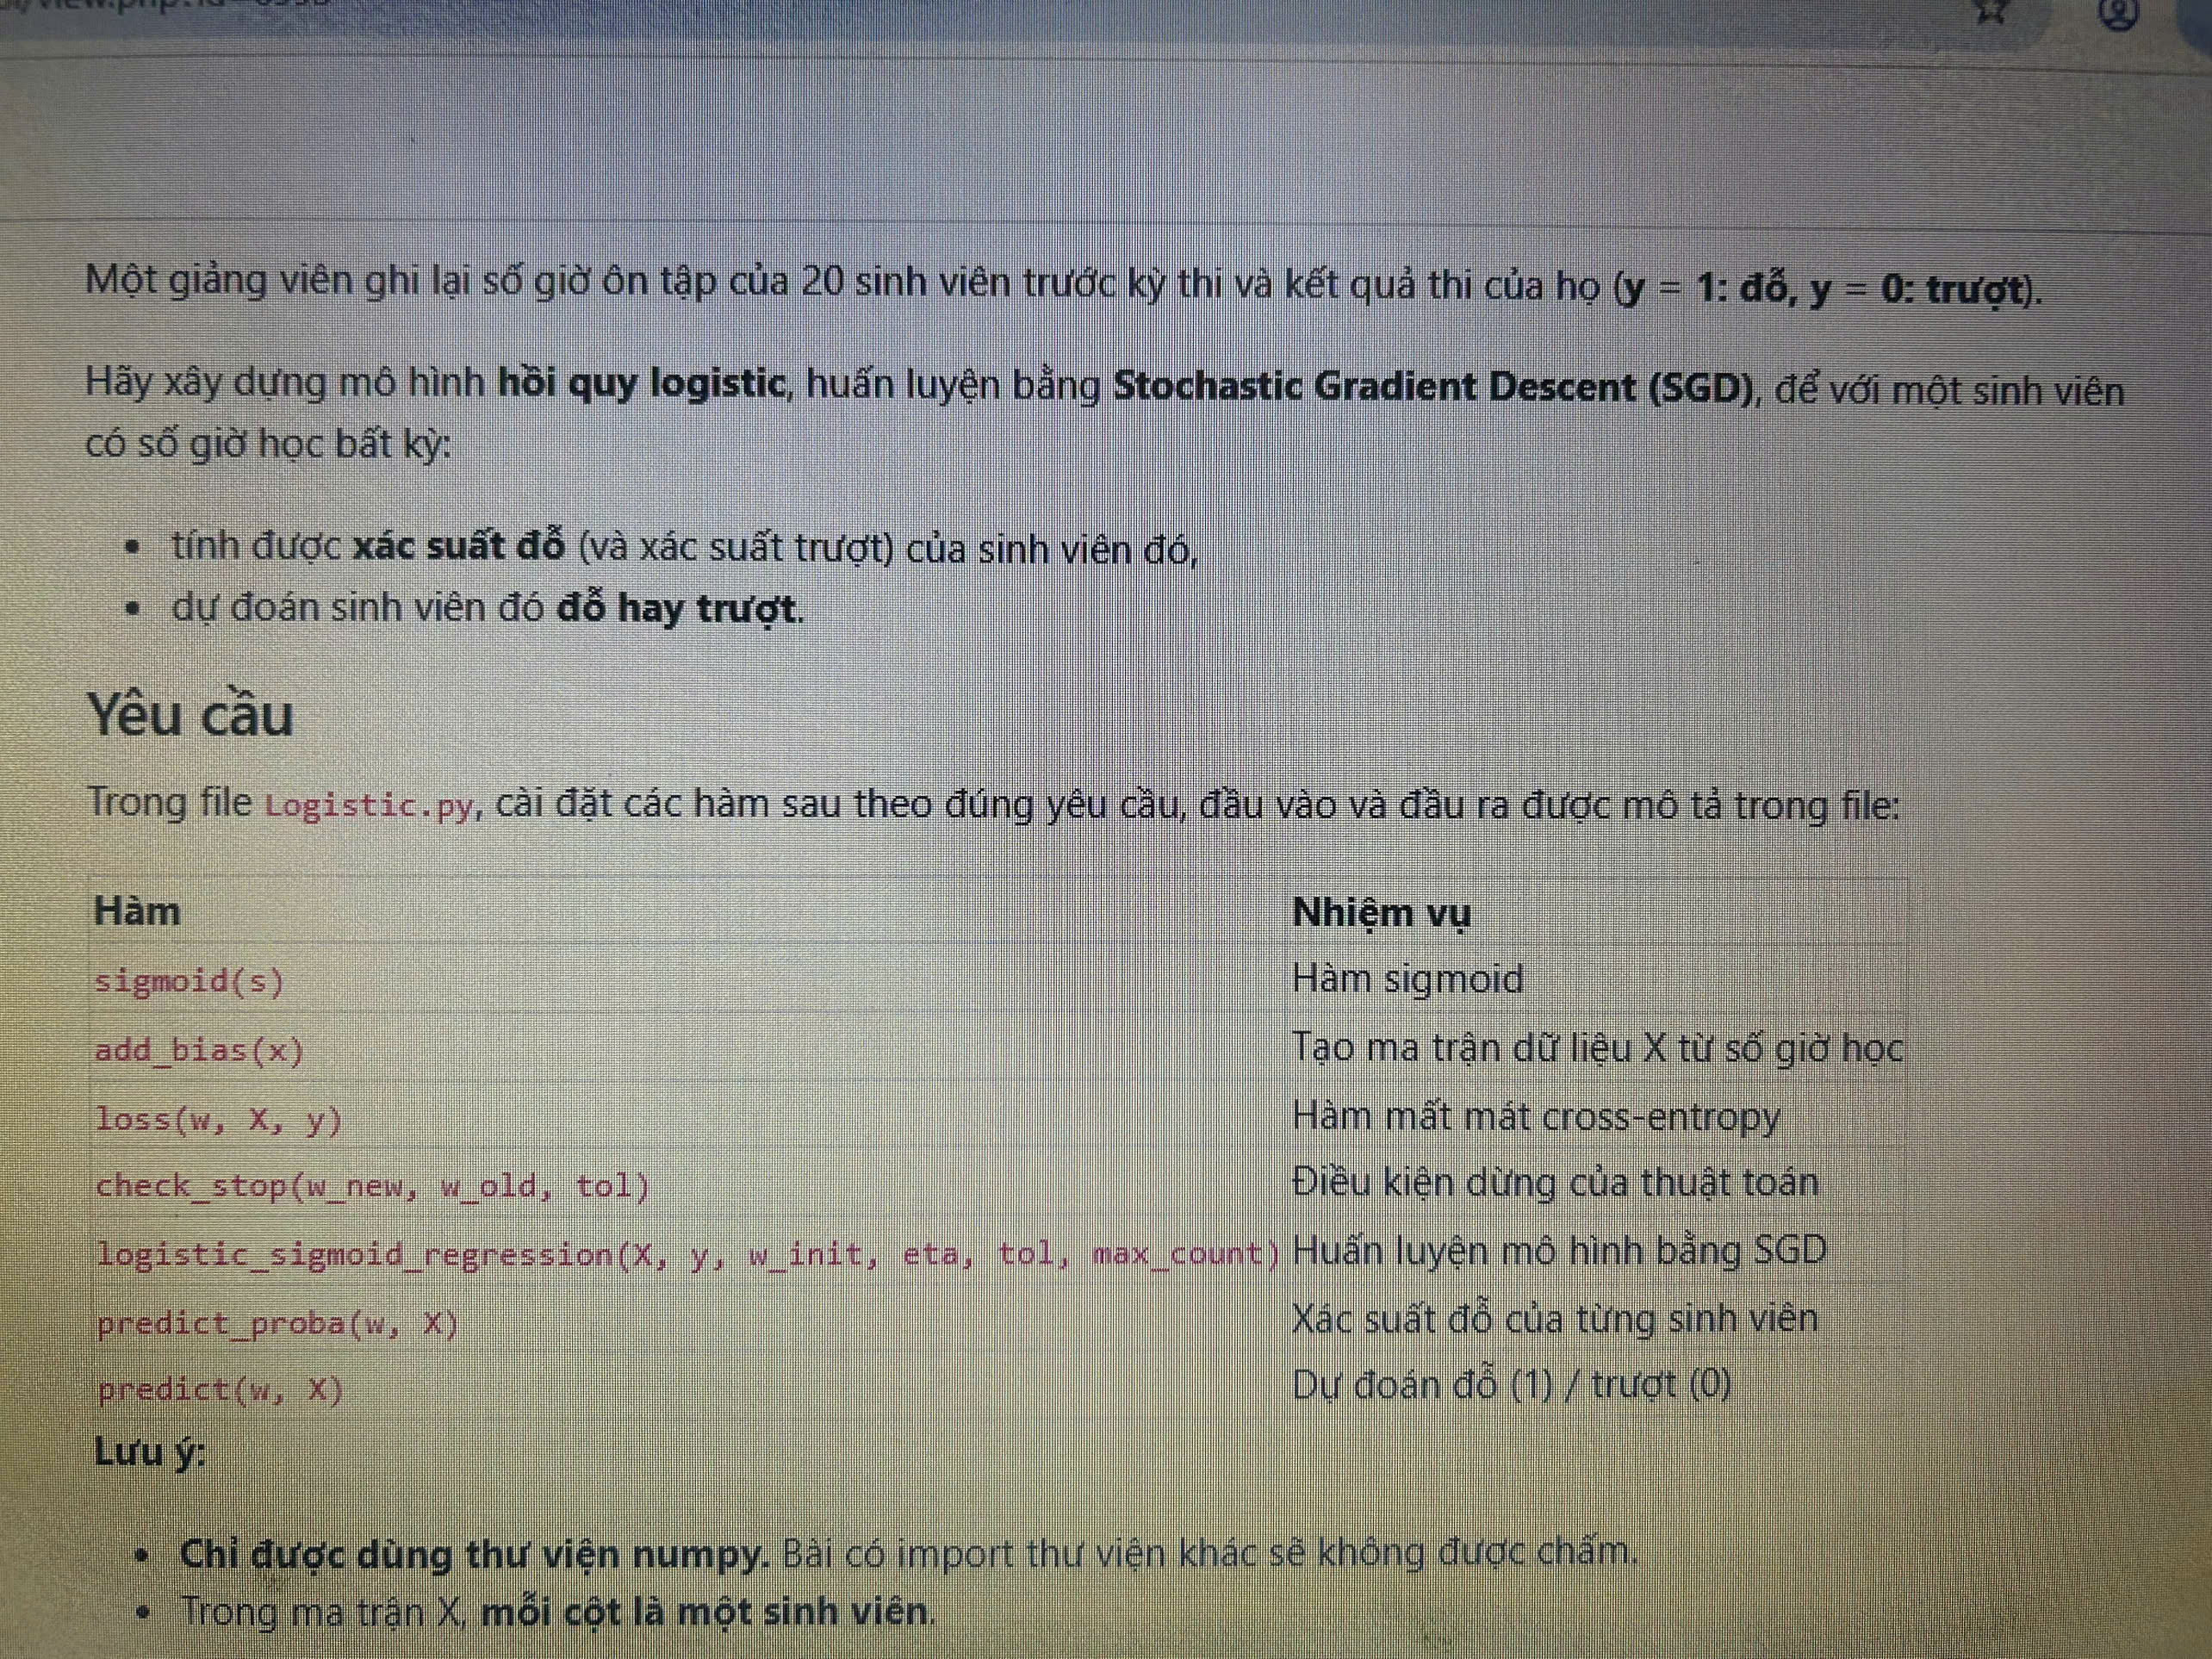 Một giảng viên ghi lại số giờ ôn tập của 20 sinh viên trước kỳ thi và kết quả thi của họ (y = 1: đỗ, y = 0: trượt).
Hãy xây dựng mô hình hồi quy logistic, huấn luyện bằng Stochastic Gradient Descent (SGD), để với một sinh viên
có số giờ học bất kỳ:
• tính được xác suất đỗ (và xác suất trượt) của sinh viên đó,
• dự đoán sinh viên đó đỗ hay trượt.
Yêu cầu
Trong file Logistic.py, cài đặt các hàm sau theo đúng yêu cầu, đầu vào và đầu ra được mô tả trong file:
Hàm Nhiệm vụ
sigmoid(s) Hàm sigmoid
add_bias(x) Tạo ma trận dữ liệu X từ số giờ học
loss(w, X, y) Hàm mất mát cross-entropy
check_stop(w_new, w_old, tol) Điều kiện dừng của thuật toán
logistic_sigmoid_regression(X, y, w_init, eta, tol, max_count) Huấn luyện mô hình bằng SGD
predict_proba(w, X) Xác suất đỗ của từng sinh viên
predict(w, X) Dự đoán đỗ (1) / trượt (0)
Lưu ý:
• Chỉ được dùng thư viện numpy. Bài có import thư viện khác sẽ không được chấm.
• Trong ma trận X, mỗi cột là một sinh viên.